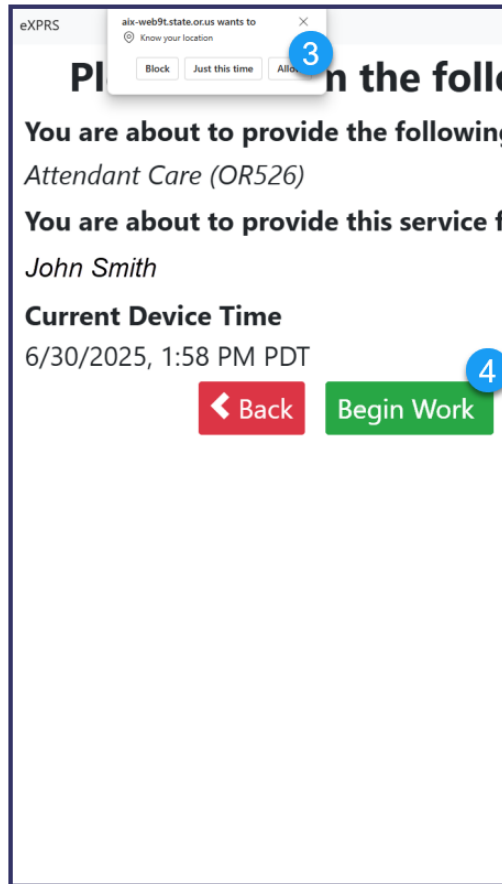 eXPRS
aix-web9t.state.or.us wants to
Know your location
Block Just this time
3
the
You are about to provide the
Attendant Care (OR526)
You are about to provide this service
John Smith
Current Device Time
6/30/2025, 1:58 PM PDT
4
Back Begin Work